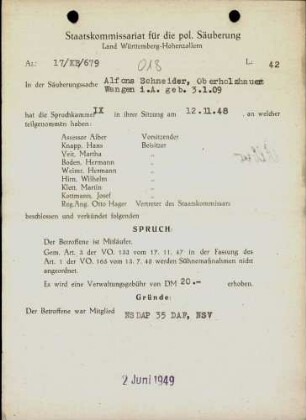 Staatskommissariat für die pol. Säuberung
Land Württemberg-Hohenzollern
Az: 17/XB/679 018 L. 42
In der Säuberungssache Alfons Schneider, Oberholzhausen
Wangen i.A. geb. 3.1.09
hat die Spruchkammer IX in ihrer Sitzung am 12.11.48, an welcher
teilgenommen haben:
Assessor Alber Vorsitzender
Knapp, Hans Beisitzer
Veit, Martha "
Boden, Hermann "
Weiner, Hermann "
Hirn, Wilhelm "
Klett, Martin "
Kottmann, Josef "
Reg.Ang. Otto Hager Vertreter des Staatskommissars
beschlossen und verkündet folgenden
SPRUCH:
Der Betroffene ist Mitläufer.
Gem. Art. 3 der VO. 133 vom 17. 11. 47 in der Fassung des
Art. 1 der VO. 165 vom 13. 7. 48 werden Sühnemaßnahmen nicht
angeordnet.
Es wird eine Verwaltungsgebühr von DM 20.— erhoben.
Gründe:
Der Betroffene war Mitglied NSDAP 35 DAF, NSV
2 Juni 1949